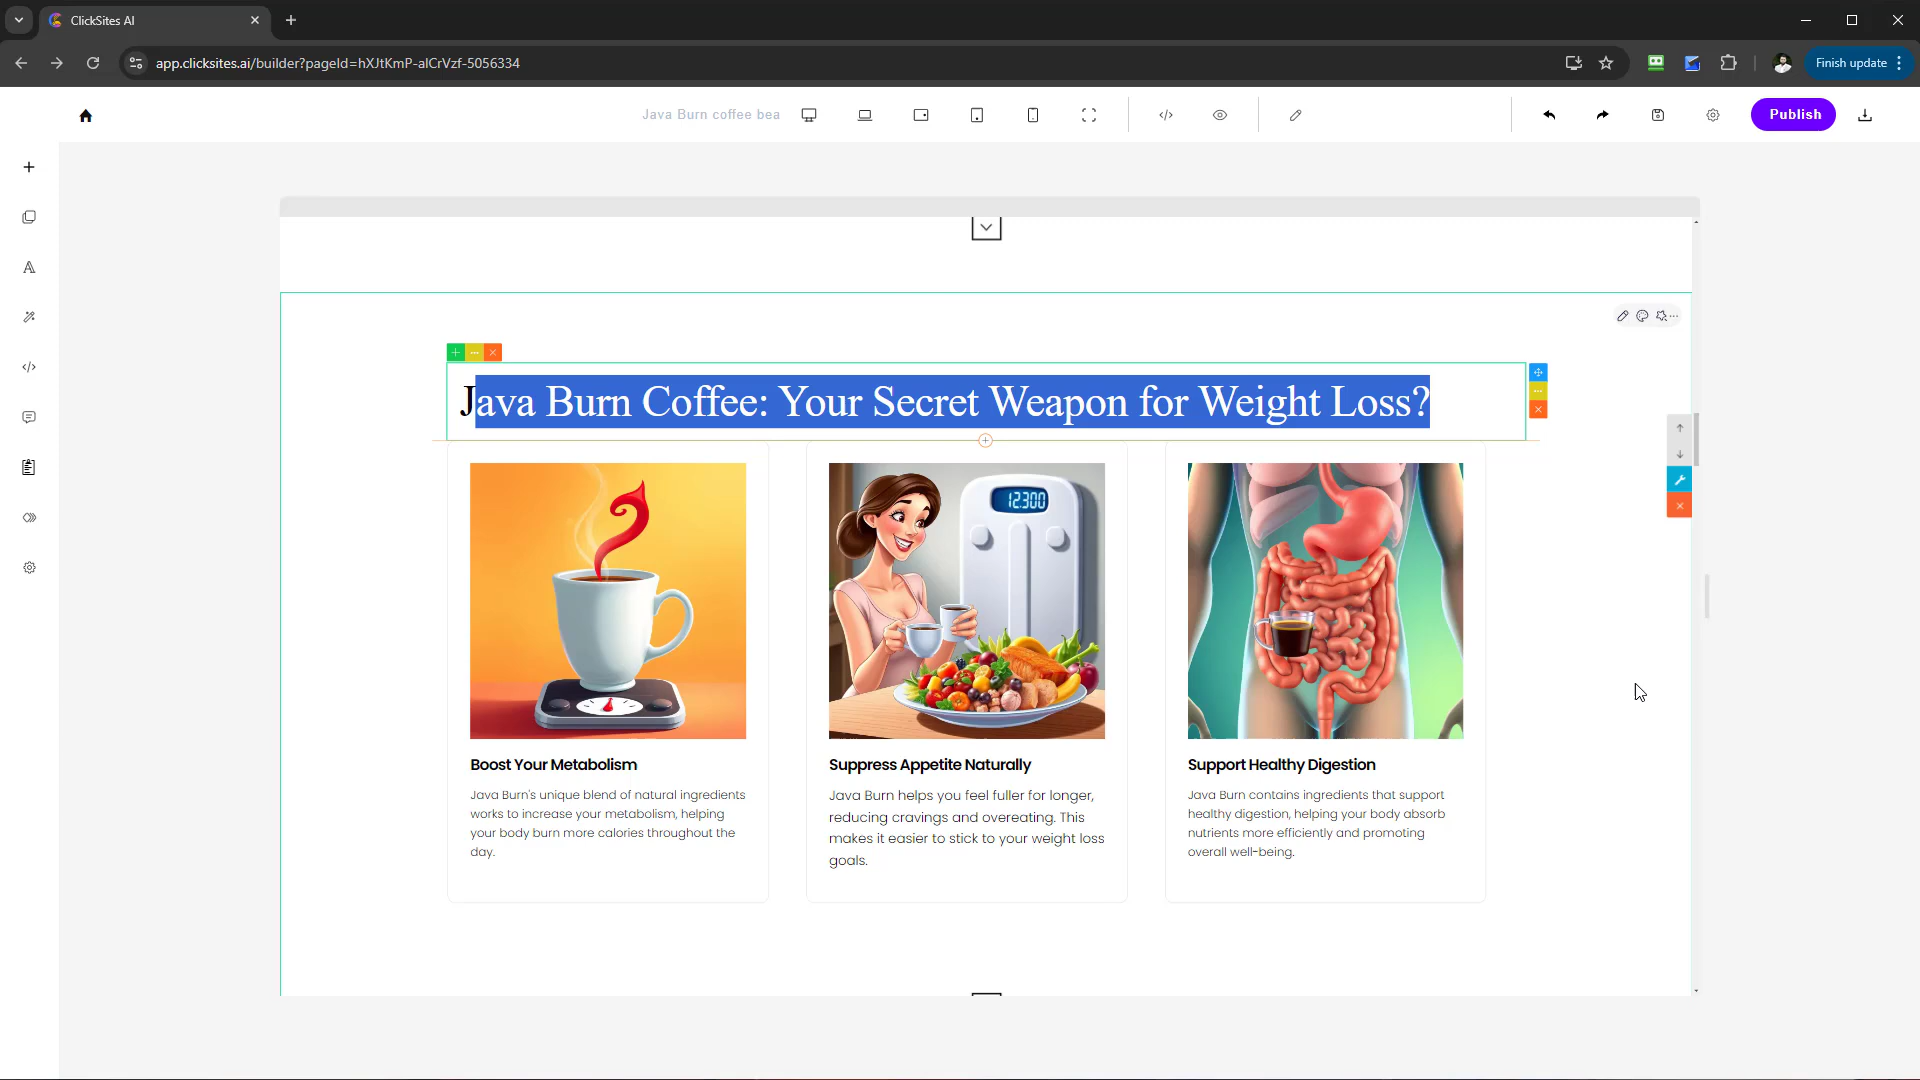 ClickSites AI
app.clicksites.ai/builder?pageId=hXJtKmP-alCrVzf-5056334
Finish update
Java Burn coffee bea
Publish
Java Burn Coffee: Your Secret Weapon for Weight Loss?
12.300
Boost Your Metabolism
Java Burn's unique blend of natural ingredients
works to increase your metabolism, helping
your body burn more calories throughout the
day.
Suppress Appetite Naturally
Java Burn helps you feel fuller for longer,
reducing cravings and overeating. This
makes it easier to stick to your weight loss
goals.
Support Healthy Digestion
Java Burn contains ingredients that support
healthy digestion, helping your body absorb
nutrients more efficiently and promoting
overall well-being.